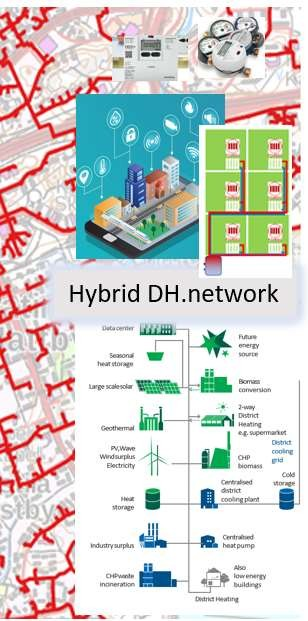 Hybrid DH.network
Data center
Future
energy
source
Seasonal
heat storage
Large scale solar
Biomass
conversion
2-way
District
Heating
e.g. supermarket
Geothermal
District
cooling
grid
PV,Wave
Wind surplus
Electricity
CHP
biomass
Cold
storage
Heat
storage
Centralised
district
cooling plant
Industry surplus
Centralised
heat pump
CHP waste
incineration
Also
low energy
buildings
District Heating